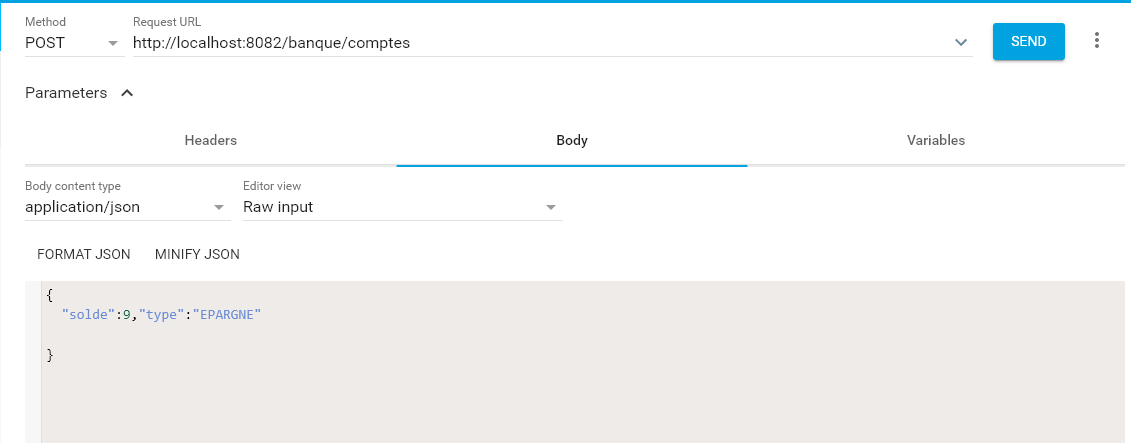 Method
Request URL
POST
http://localhost:8082/banque/comptes
SEND
Parameters
Headers
Body
Variables
Body content type
Editor view
application/json
Raw input
FORMAT JSON
MINIFY JSON
{
"solde":9,"type":"EPARGNE"
}